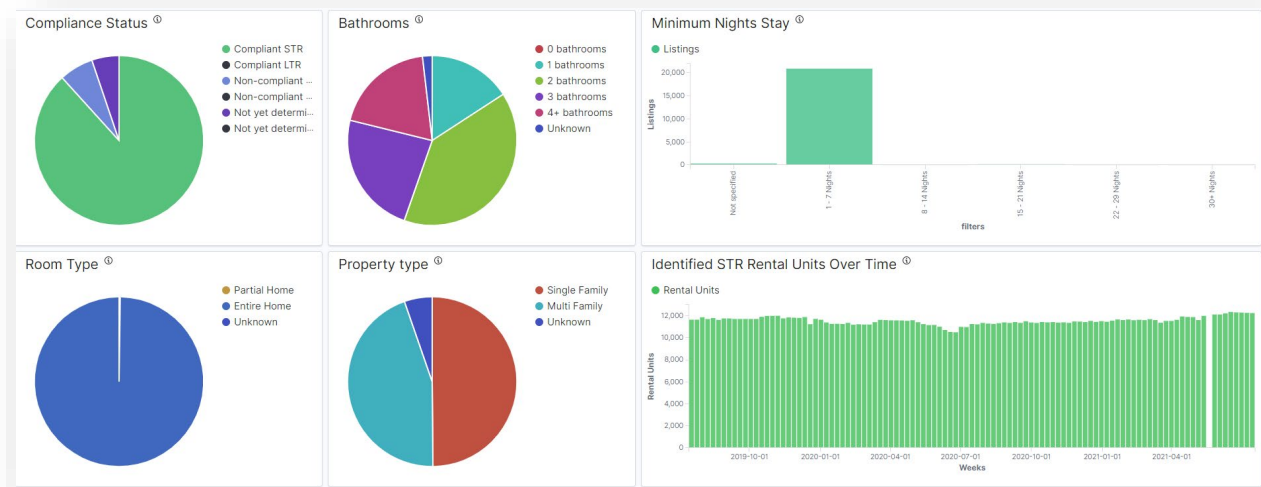 Compliance Status
Compliant STR
Compliant LTR
Non-compliant ...
Non-compliant ...
Not yet determi...
Not yet determi...
Bathrooms
0 bathrooms
1 bathrooms
2 bathrooms
3 bathrooms
4+ bathrooms
Unknown
Minimum Nights Stay
Listings
Listings
20,000
15,000
10,000
5,000
0
Not specified
1 - 7 Nights
8 - 14 Nights
15 - 21 Nights
22 - 29 Nights
30+ Nights
filters
Room Type
Partial Home
Entire Home
Unknown
Property type
Single Family
Multi Family
Unknown
Identified STR Rental Units Over Time
Rental Units
Rental Units
12,000
10,000
8,000
6,000
4,000
2,000
0
2019-10-01
2020-01-01
2020-04-01
2020-07-01
2020-10-01
2021-01-01
2021-04-01
Weeks